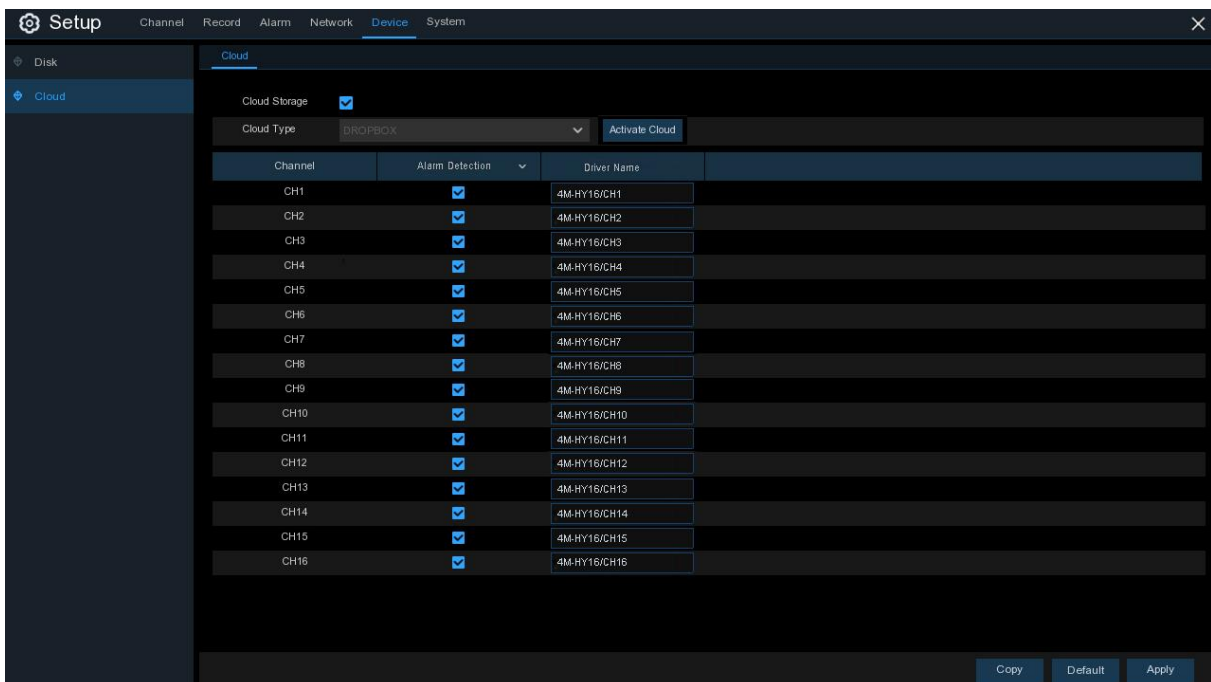 Setup Channel Record Alarm Network Device System
Disk
Cloud
Cloud
Cloud Storage
Cloud Type DROPBOX Activate Cloud
Channel Alarm Detection Driver Name
CH1 4M-HY16/CH1
CH2 4M-HY16/CH2
CH3 4M-HY16/CH3
CH4 4M-HY16/CH4
CH5 4M-HY16/CH5
CH6 4M-HY16/CH6
CH7 4M-HY16/CH7
CH8 4M-HY16/CH8
CH9 4M-HY16/CH9
CH10 4M-HY16/CH10
CH11 4M-HY16/CH11
CH12 4M-HY16/CH12
CH13 4M-HY16/CH13
CH14 4M-HY16/CH14
CH15 4M-HY16/CH15
CH16 4M-HY16/CH16
Copy Default Apply